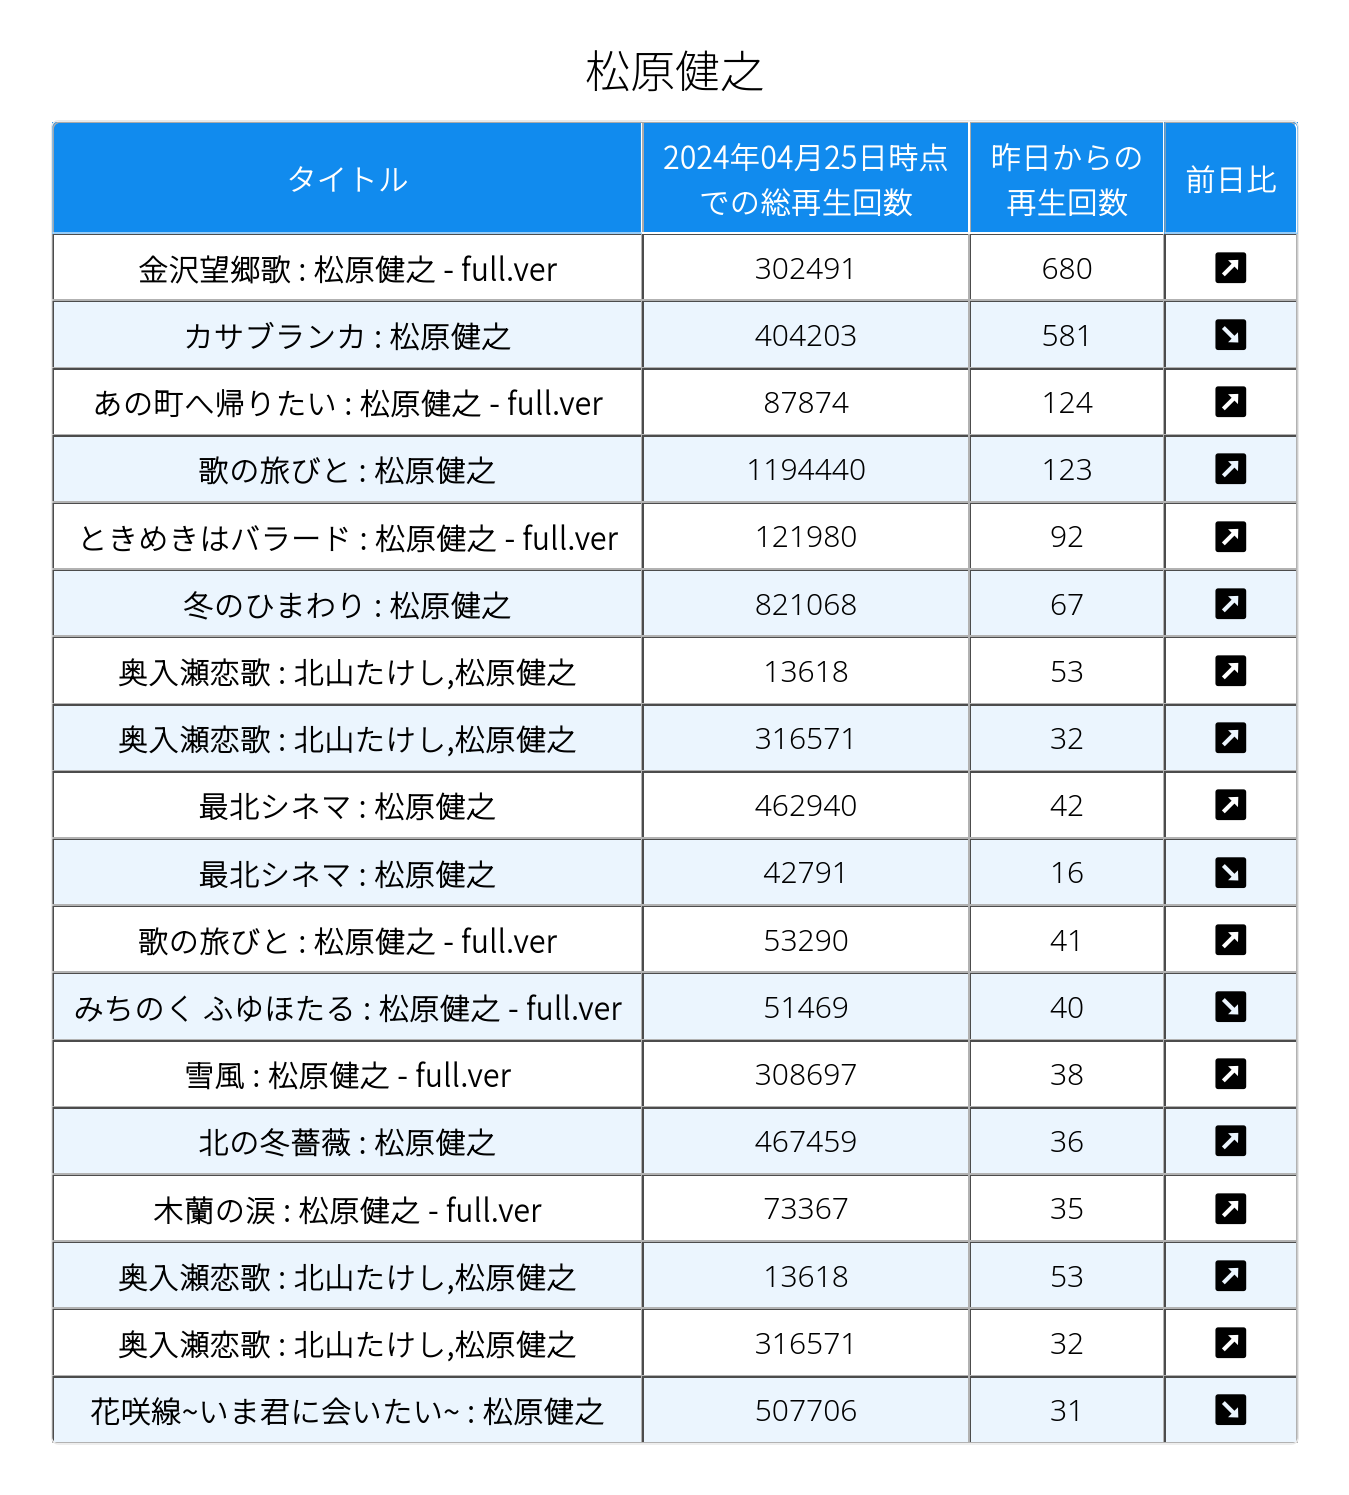 松原健之
タイトル 2024年04月25日時点での総再生回数 昨日からの再生回数 前日比
金沢望郷歌 : 松原健之 - full.ver 302491 680 ↗
カサブランカ : 松原健之 404203 581 ↘
あの町へ帰りたい : 松原健之 - full.ver 87874 124 ↗
歌の旅びと : 松原健之 1194440 123 ↗
ときめきはバラード : 松原健之 - full.ver 121980 92 ↗
冬のひまわり : 松原健之 821068 67 ↗
奥入瀬恋歌 : 北山たけし,松原健之 13618 53 ↗
奥入瀬恋歌 : 北山たけし,松原健之 316571 32 ↗
最北シネマ : 松原健之 462940 42 ↗
最北シネマ : 松原健之 42791 16 ↘
歌の旅びと : 松原健之 - full.ver 53290 41 ↗
みちのく ふゆほたる : 松原健之 - full.ver 51469 40 ↘
雪風 : 松原健之 - full.ver 308697 38 ↗
北の冬薔薇 : 松原健之 467459 36 ↗
木蘭の涙 : 松原健之 - full.ver 73367 35 ↗
奥入瀬恋歌 : 北山たけし,松原健之 13618 53 ↗
奥入瀬恋歌 : 北山たけし,松原健之 316571 32 ↗
花咲線~いま君に会いたい~ : 松原健之 507706 31 ↘